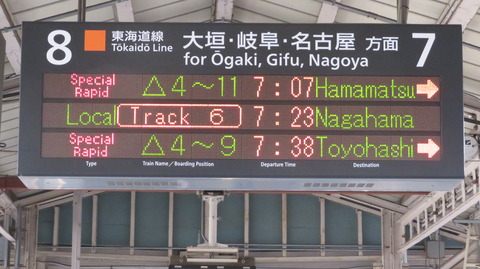 8 東海道線 大垣・岐阜・名古屋 方面 7
Tōkaidō Line for Ōgaki, Gifu, Nagoya
Special Rapid △4～11 7:07 Hamamatsu →
Local Track 6 7:23 Nagahama
Special Rapid △4～9 7:38 Toyohashi →
Type Train Name／Boarding Position Departure Time Destination